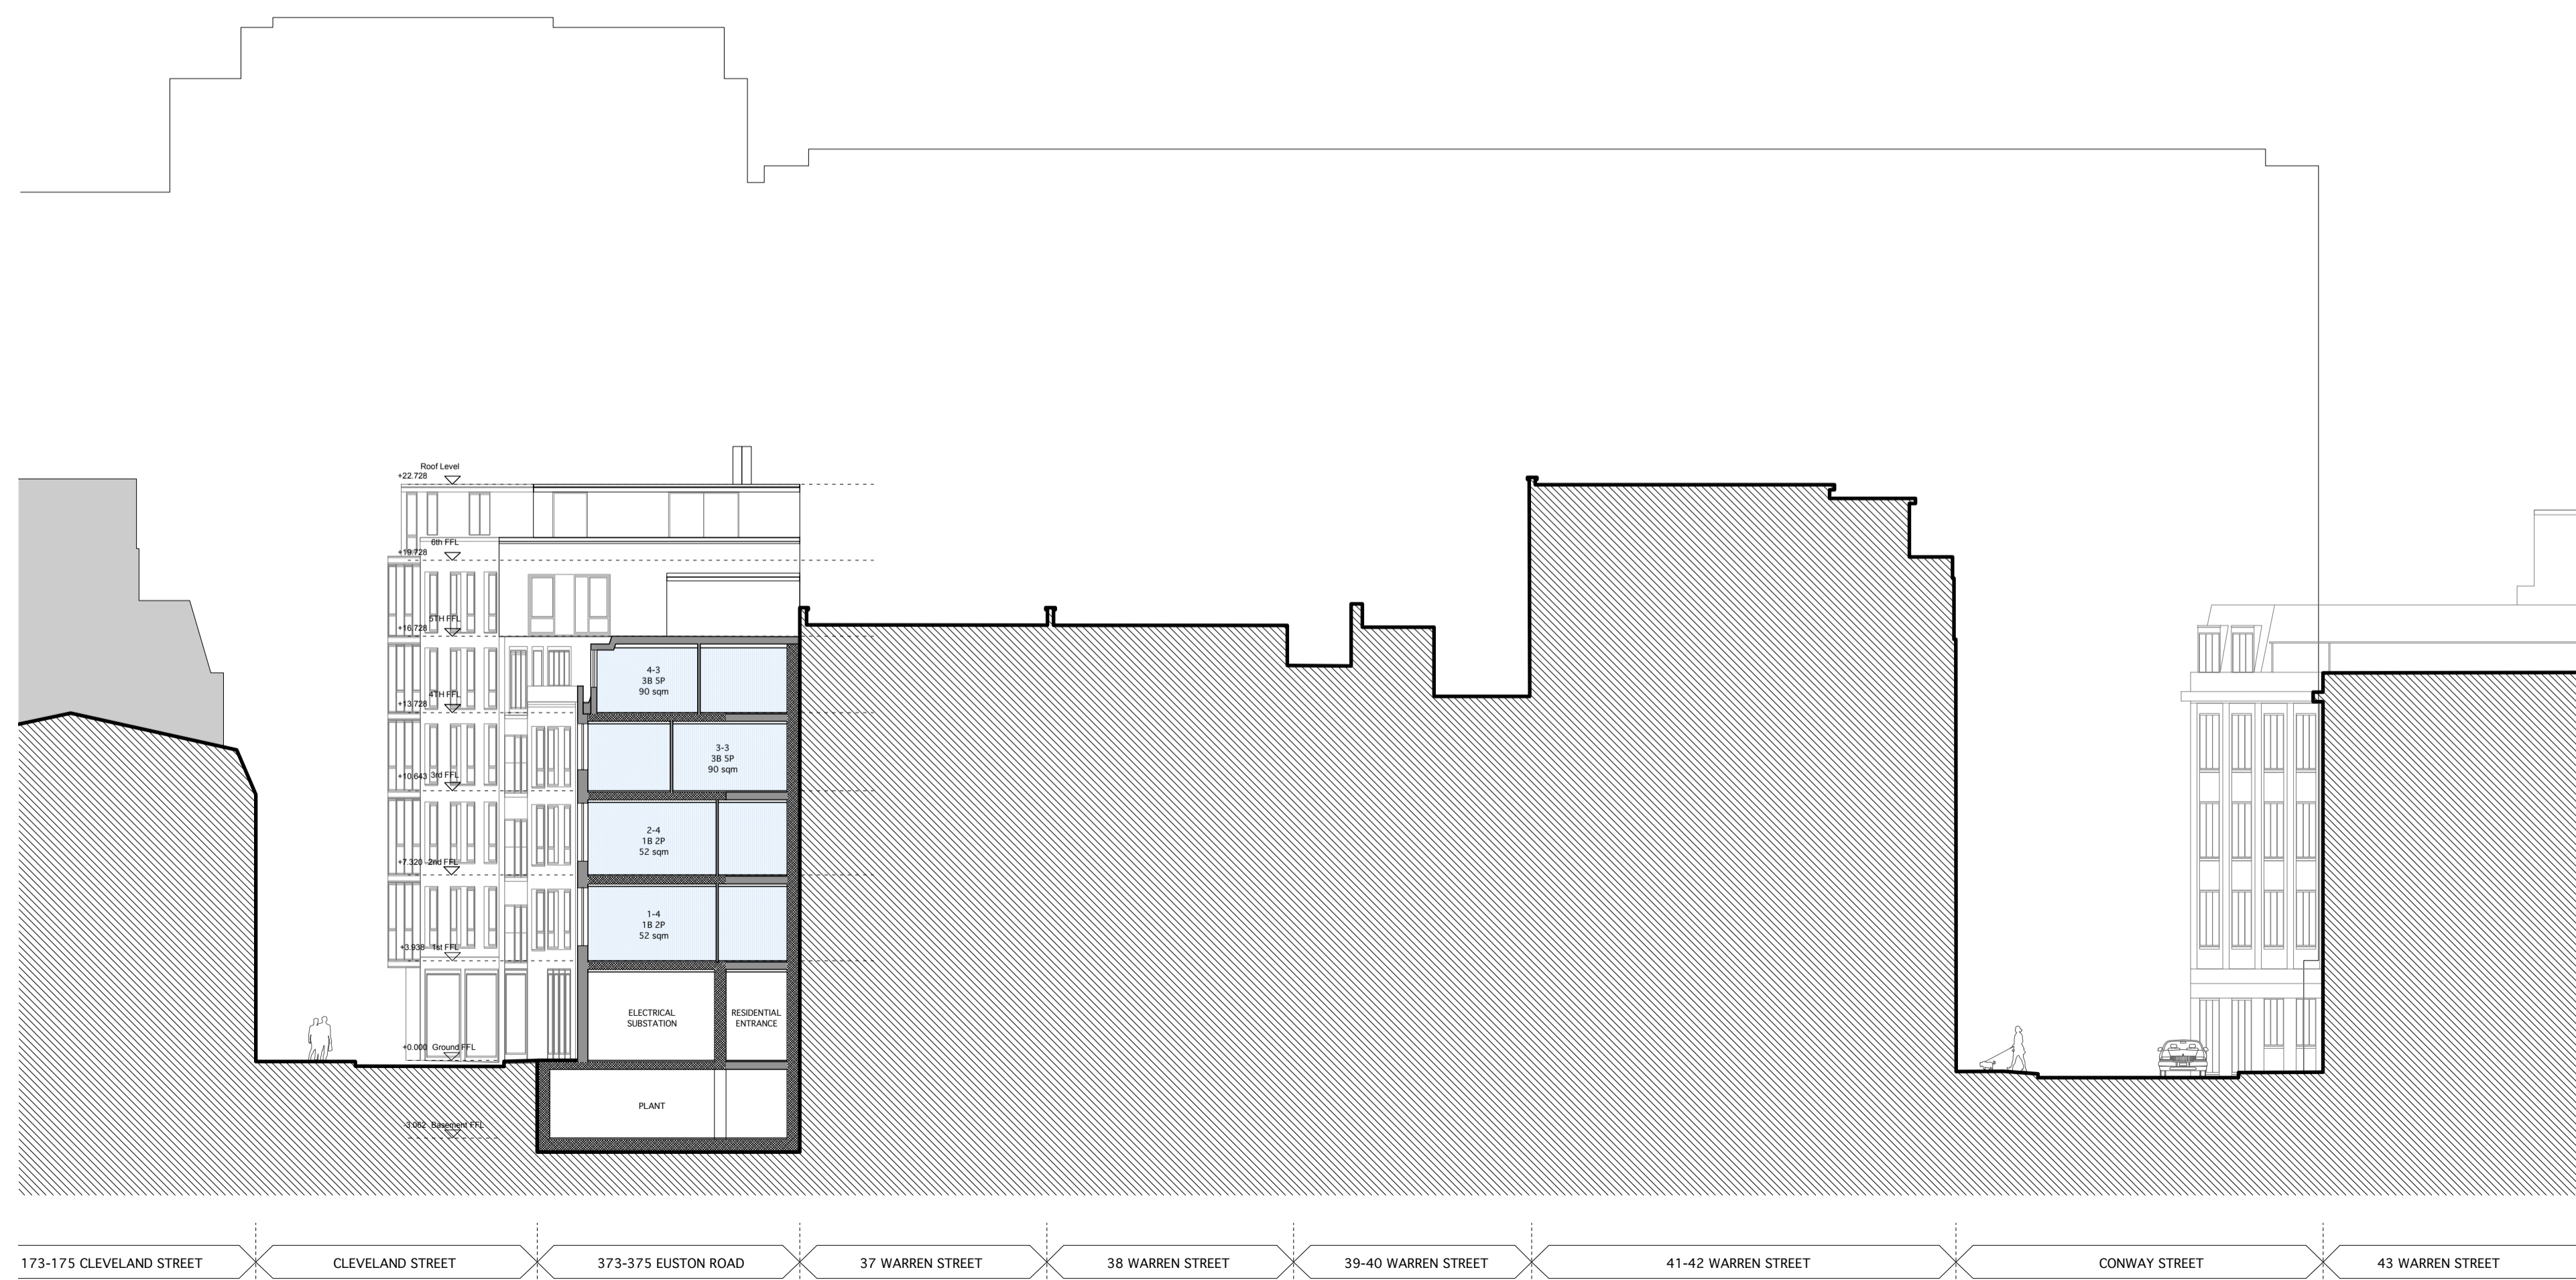 Roof Level
+22.728
6th FFL
+19.728
5TH FFL
+16.728
4-3
3B 5P
90 sqm
4TH FFL
+13.728
3-3
3B 5P
90 sqm
+10.643 3rd FFL
2-4
1B 2P
52 sqm
+7.320 2nd FFL
1-4
1B 2P
52 sqm
+3.938 1st FFL
ELECTRICAL
SUBSTATION
RESIDENTIAL
ENTRANCE
+0.000 Ground FFL
PLANT
-3.062 Basement FFL
173-175 CLEVELAND STREET
CLEVELAND STREET
373-375 EUSTON ROAD
37 WARREN STREET
38 WARREN STREET
39-40 WARREN STREET
41-42 WARREN STREET
CONWAY STREET
43 WARREN STREET